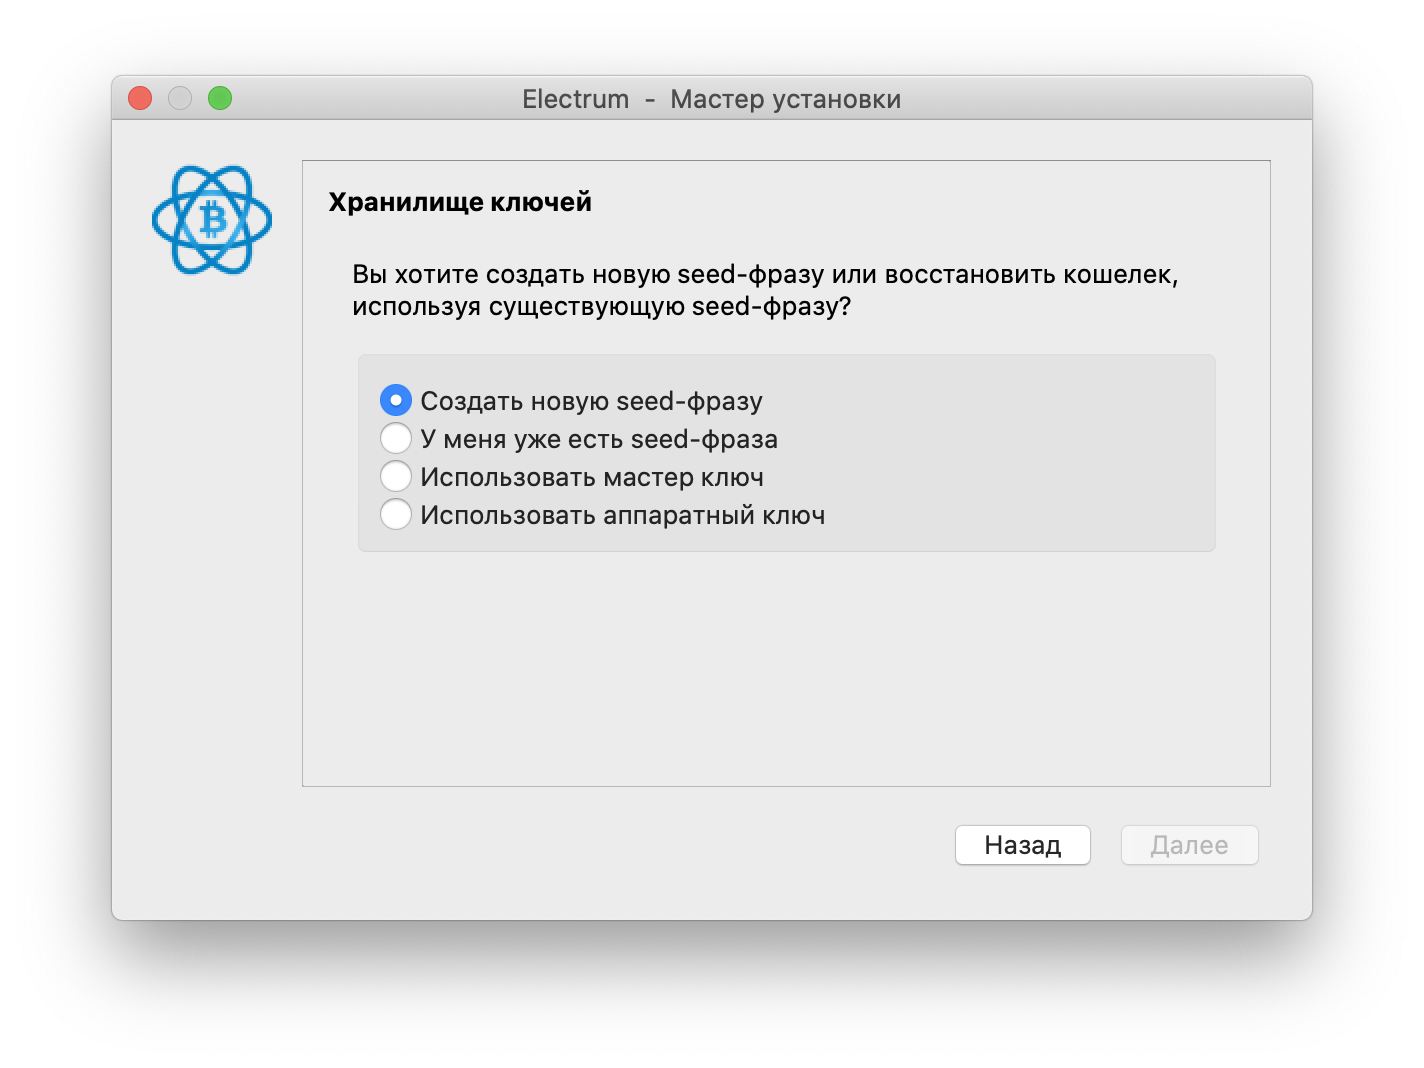 Electrum - Мастер установки
Хранилище ключей
Вы хотите создать новую seed-фразу или восстановить кошелек,
используя существующую seed-фразу?
Создать новую seed-фразу
У меня уже есть seed-фраза
Использовать мастер ключ
Использовать аппаратный ключ
Назад
Далее